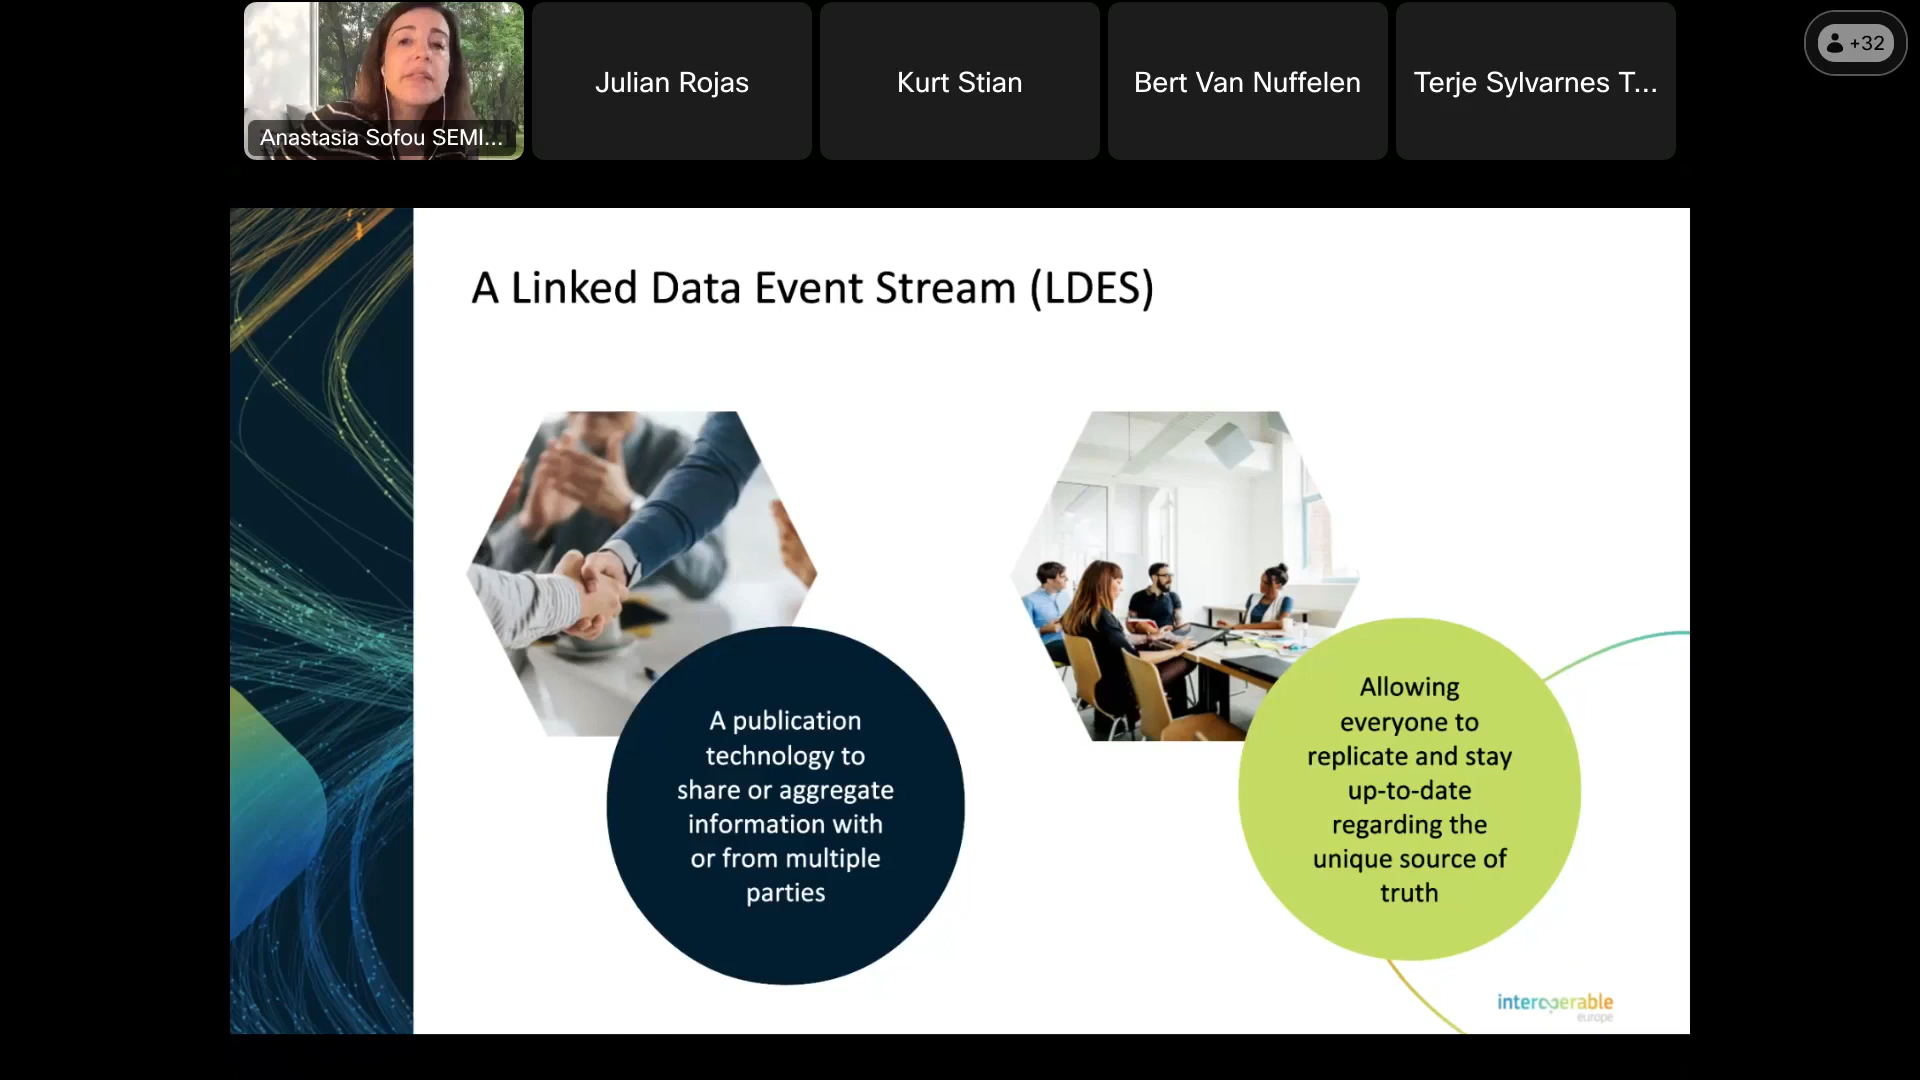 Anastasia Sofou SEMI...
Julian Rojas
Kurt Stian
Bert Van Nuffelen
Terje Sylvarnes T...
+32
A Linked Data Event Stream (LDES)
A publication
technology to
share or aggregate
information with
or from multiple
parties
Allowing
everyone to
replicate and stay
up-to-date
regarding the
unique source of
truth
interoperable
europe